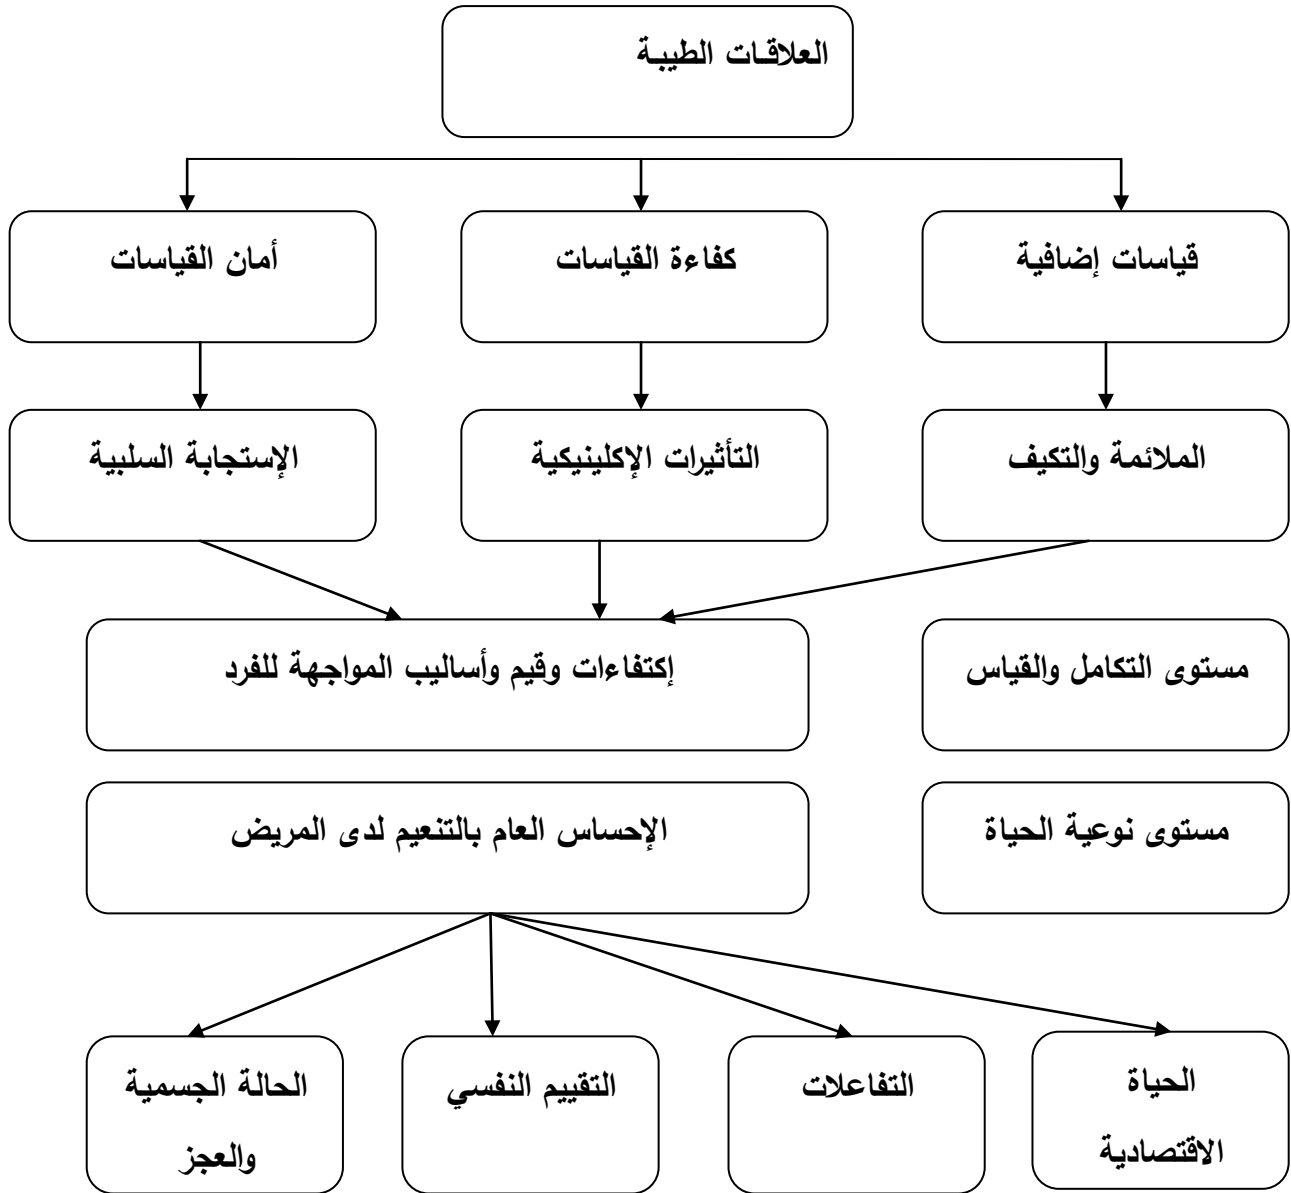 العلاقات الطيبة
قياسات إضافية
كفاءة القياسات
أمان القياسات
الملائمة والتكيف
التأثيرات الإكلينيكية
الإستجابة السلبية
مستوى التكامل والقياس
إكتفاءات وقيم وأساليب المواجهة للفرد
مستوى نوعية الحياة
الإحساس العام بالتنعيم لدى المريض
الحياة
الاقتصادية
التفاعلات
التقييم النفسي
الحالة الجسمية
والعجز